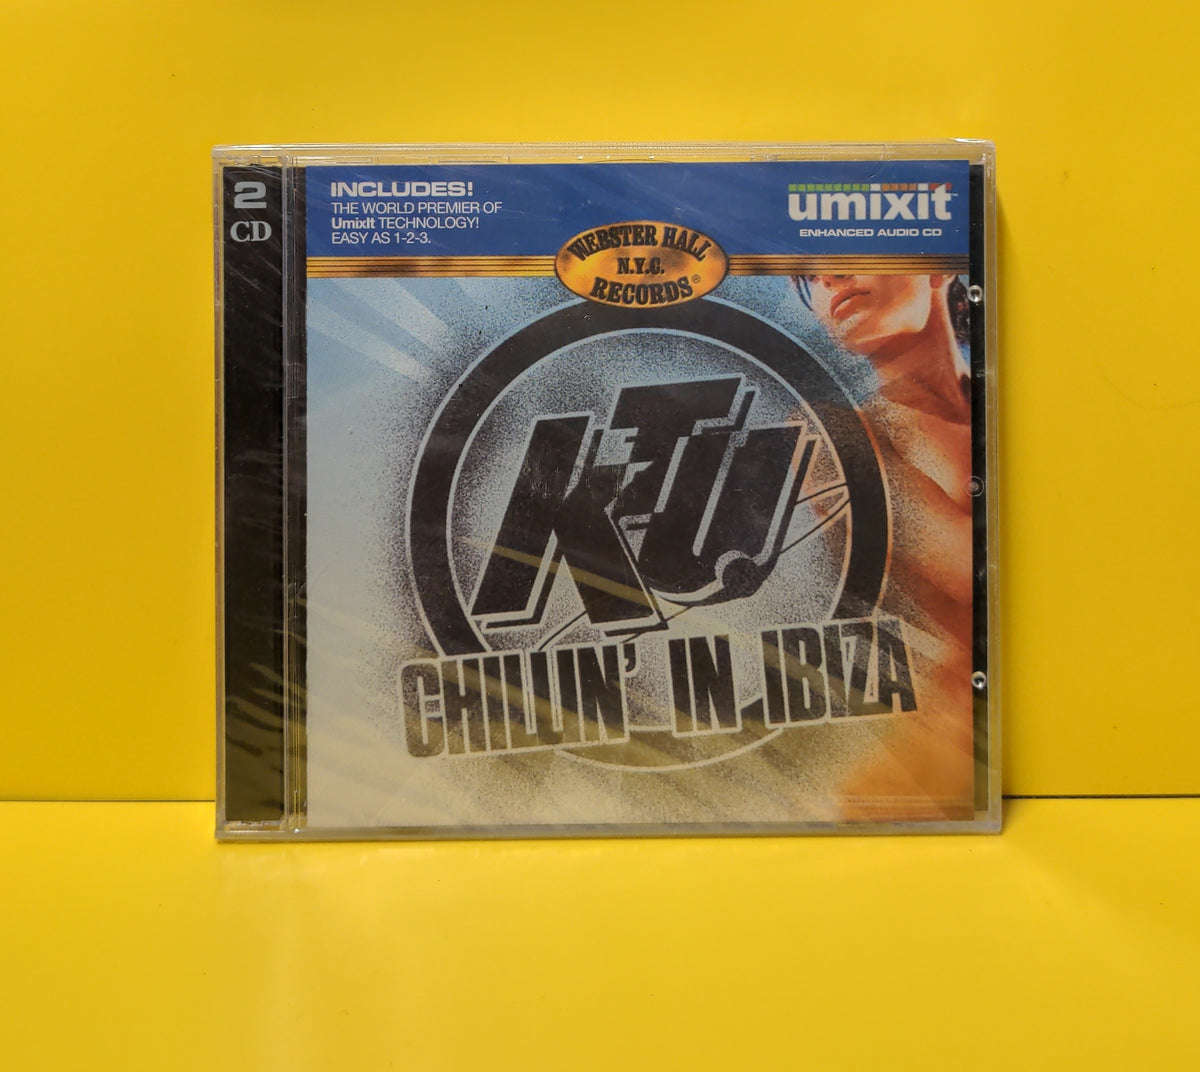 2
CD
INCLUDES!
THE WORLD PREMIER OF
UmixIt TECHNOLOGY!
EASY AS 1-2-3.
umixit
ENHANCED AUDIO CD
WEBSTER HALL
N.Y.C.
RECORDS®
KTU
CHILLIN' IN IBIZA